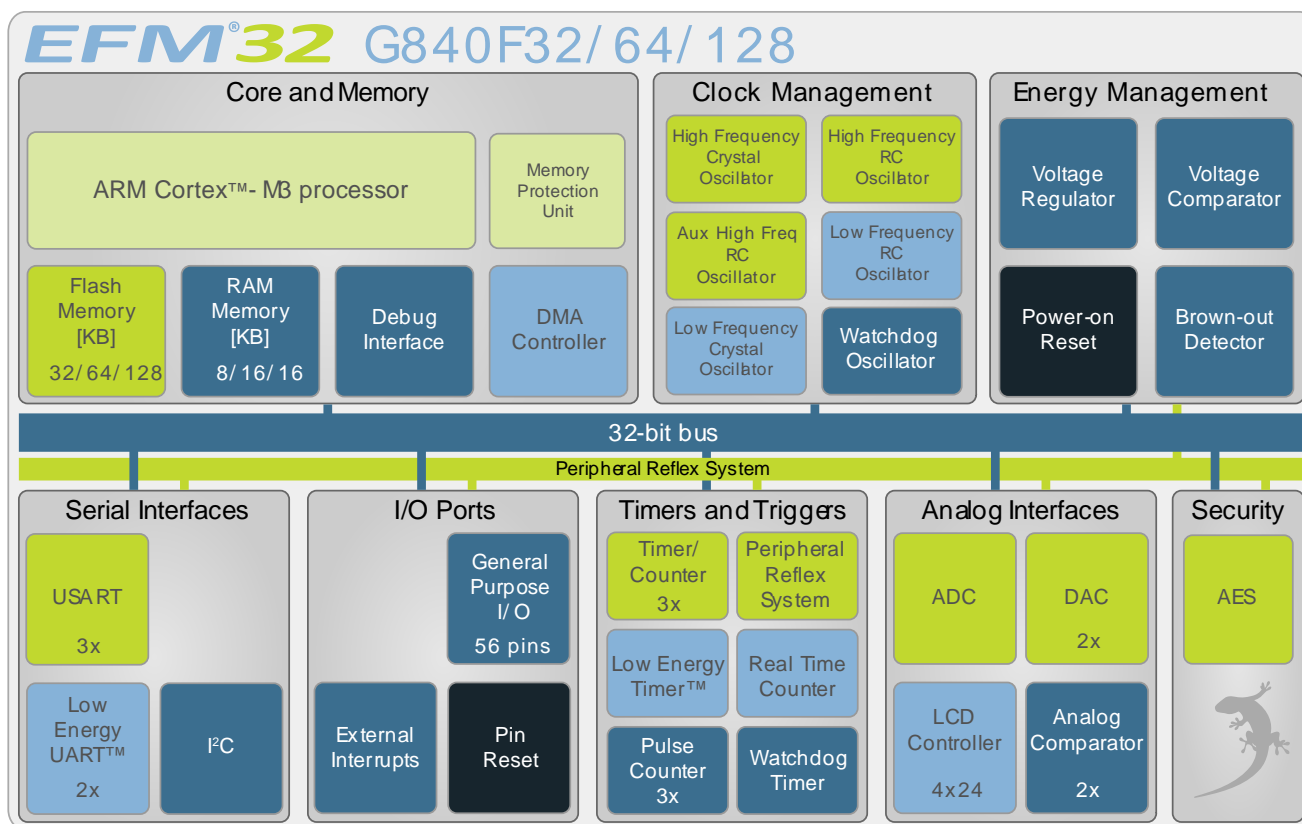 EFM®32 G840F32/64/128
Core and Memory
ARM Cortex™-M3 processor
Memory
Protection
Unit
Flash
Memory
[KB]
32/64/128
RAM
Memory
[KB]
8/16/16
Debug
Interface
DMA
Controller
Clock Management
High Frequency
Crystal
Oscillator
High Frequency
RC
Oscillator
Aux High Freq
RC
Oscillator
Low Frequency
RC
Oscillator
Low Frequency
Crystal
Oscillator
Watchdog
Oscillator
Energy Management
Voltage
Regulator
Voltage
Comparator
Power-on
Reset
Brown-out
Detector
32-bit bus
Peripheral Reflex System
Serial Interfaces
USART
3x
Low
Energy
UART™
2x
I²C
I/O Ports
General
Purpose
I/O
56 pins
External
Interrupts
Pin
Reset
Timers and Triggers
Timer/
Counter
3x
Peripheral
Reflex
System
Low Energy
Timer™
Real Time
Counter
Pulse
Counter
3x
Watchdog
Timer
Analog Interfaces
ADC
DAC
2x
LCD
Controller
4x24
Analog
Comparator
2x
Security
AES